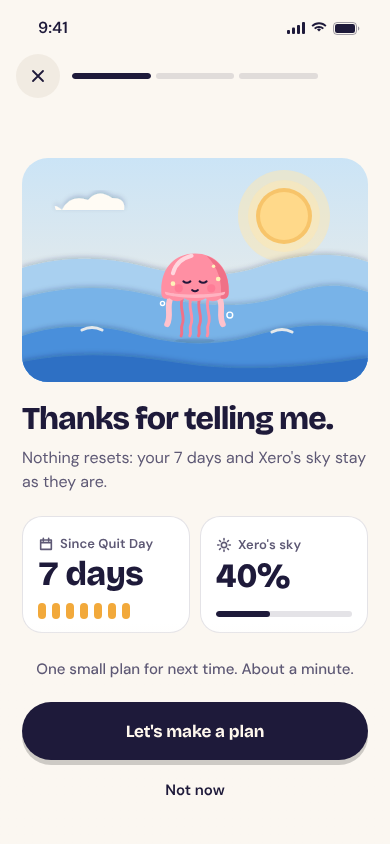 9:41
Thanks for telling me.
Nothing resets: your 7 days and Xero's sky stay
as they are.
Since Quit Day
7 days
Xero's sky
40%
One small plan for next time. About a minute.
Let's make a plan
Not now